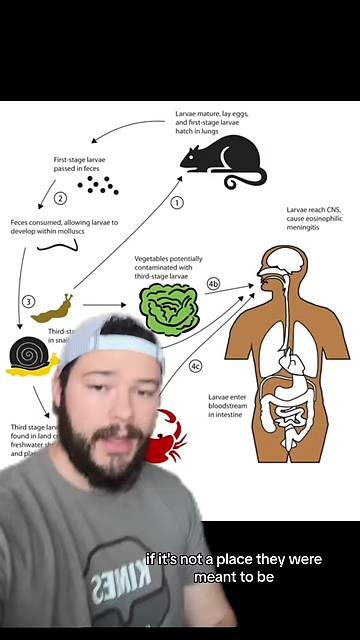 Larvae mature, lay eggs,
and first-stage larvae
hatch in lungs
First-stage larvae
passed in feces
2
1
Feces consumed, allowing larvae to
develop within molluscs
Larvae reach CNS,
cause eosinophilic
meningitis
Vegetables potentially
contaminated with
third-stage larvae
4b
3
Third-st
in snai
4c
Larvae enter
bloodstream
in intestine
Third stage larv
found in land c
freshwater sh
and pla
KINES
if it's not a place they were
meant to be